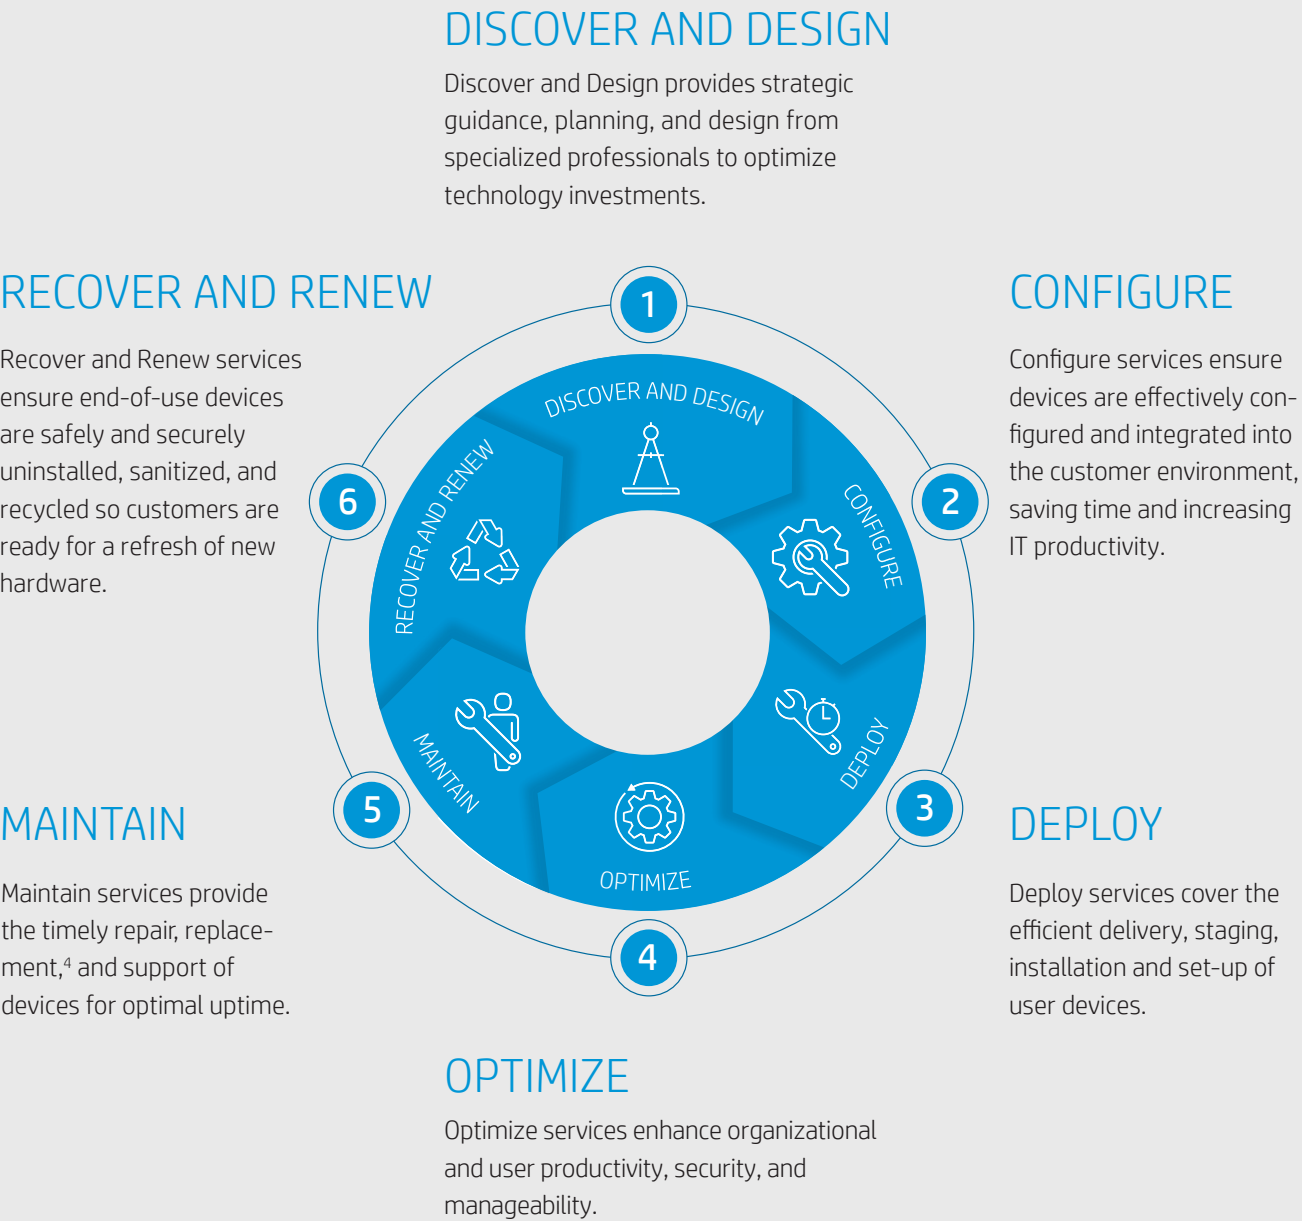 DISCOVER AND DESIGN
Discover and Design provides strategic
guidance, planning, and design from
specialized professionals to optimize
technology investments.
RECOVER AND RENEW
Recover and Renew services
ensure end-of-use devices
are safely and securely
uninstalled, sanitized, and
recycled so customers are
ready for a refresh of new
hardware.
CONFIGURE
Configure services ensure
devices are effectively con-
figured and integrated into
the customer environment,
saving time and increasing
IT productivity.
1
DISCOVER AND DESIGN
2
CONFIGURE
3
DEPLOY
4
OPTIMIZE
5
MAINTAIN
6
RECOVER AND RENEW
MAINTAIN
Maintain services provide
the timely repair, replace-
ment,⁴ and support of
devices for optimal uptime.
DEPLOY
Deploy services cover the
efficient delivery, staging,
installation and set-up of
user devices.
OPTIMIZE
Optimize services enhance organizational
and user productivity, security, and
manageability.